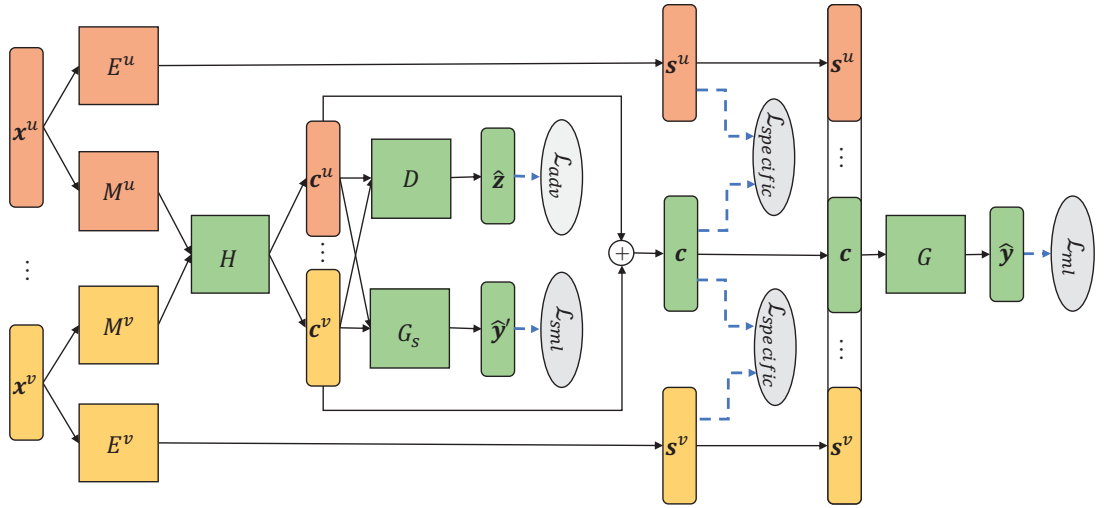 x^u
E^u
M^u
⋮
M^v
x^v
E^v
H
c^u
⋮
c^v
D
ẑ
ℒ_adv
G_s
ŷ′
ℒ_sml
+
s^u
ℒ_specific
c
ℒ_specific
s^v
s^u
⋮
c
⋮
s^v
G
ŷ
ℒ_ml